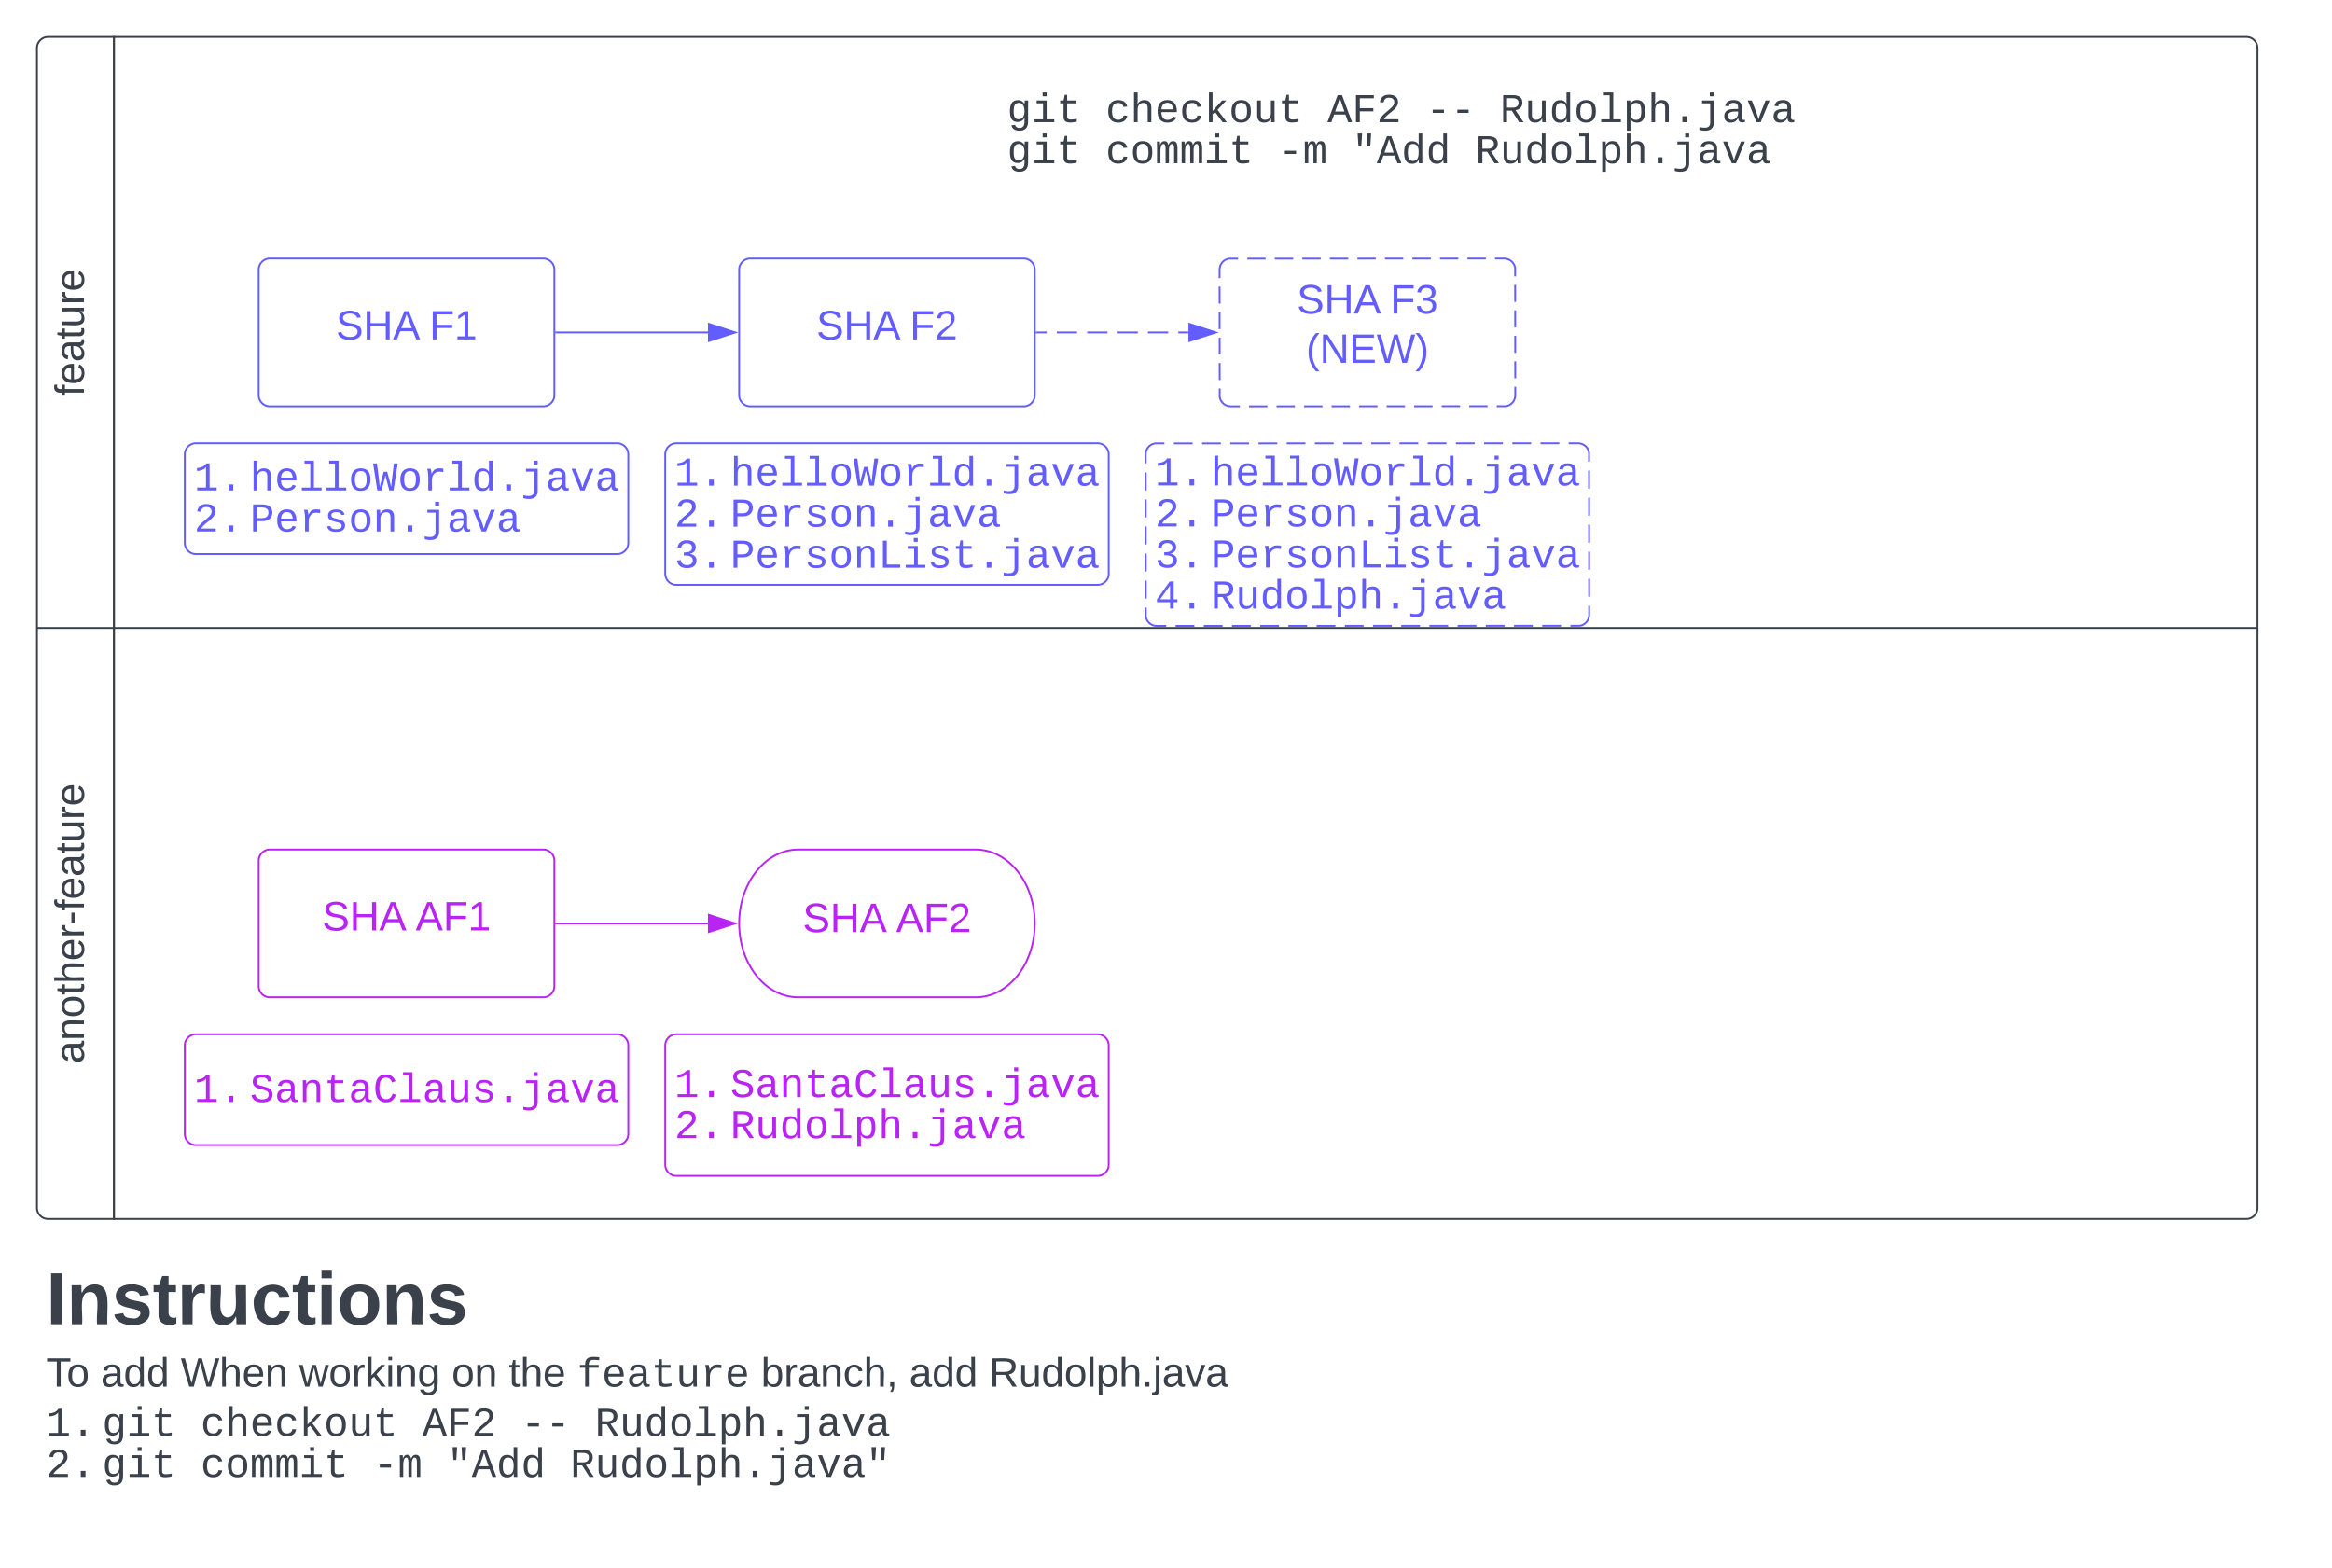 git checkout AF2 -- Rudolph.java
git commit -m "Add Rudolph.java
feature
SHA F1
SHA F2
SHA F3
(NEW)
1. helloWorld.java
2. Person.java
1. helloWorld.java
2. Person.java
3. PersonList.java
1. helloWorld.java
2. Person.java
3. PersonList.java
4. Rudolph.java
another-feature
SHA AF1
SHA AF2
1. SantaClaus.java
1. SantaClaus.java
2. Rudolph.java
Instructions
To add When working on the feature branch, add Rudolph.java
1. git checkout AF2 -- Rudolph.java
2. git commit -m "Add Rudolph.java"